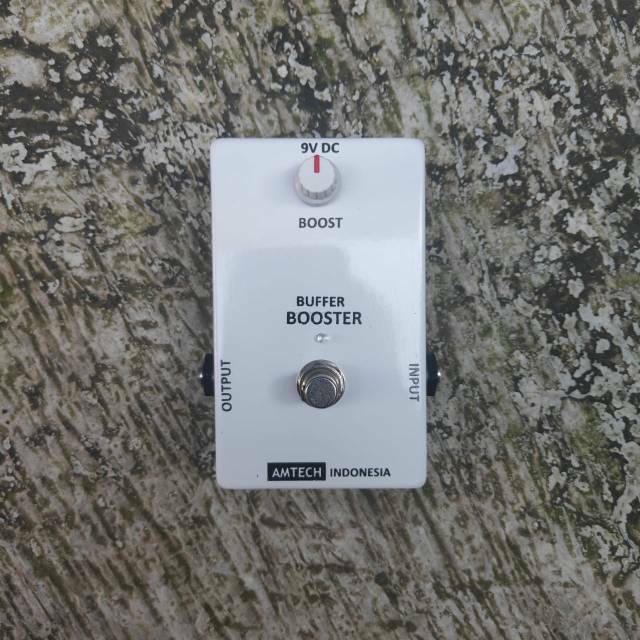 9V DC
BOOST
BUFFER
BOOSTER
OUTPUT
INPUT
AMTECH INDONESIA